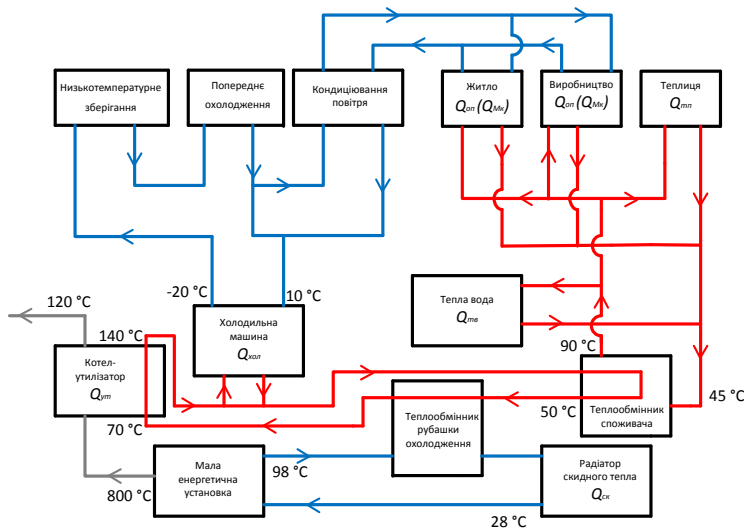 Низькотемпературне
зберігання
Попереднє
охолодження
Кондиціювання
повітря
Житло
Qоп (QМк)
Виробництво
Qоп (QМк)
Теплиця
Qтп
-20 °C
10 °C
120 °C
140 °C
Холодильна
машина
Qхол
Тепла вода
Qтв
90 °C
Котел-
утилізатор
Qут
70 °C
50 °C
45 °C
Теплообмінник
рубашки
охолодження
Теплообмінник
споживача
800 °C
Мала
енергетична
установка
98 °C
28 °C
Радіатор
скидного тепла
Qск